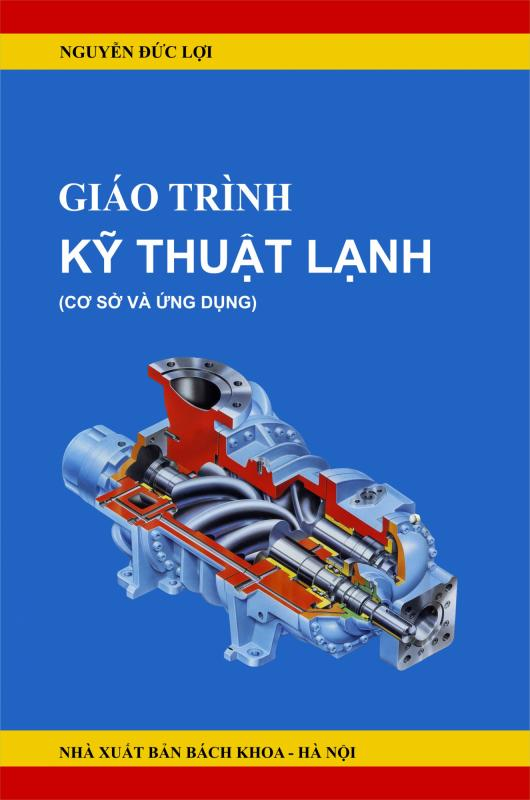 NGUYỄN ĐỨC LỢI
GIÁO TRÌNH
KỸ THUẬT LẠNH
(CƠ SỞ VÀ ỨNG DỤNG)
NHÀ XUẤT BẢN BÁCH KHOA - HÀ NỘI